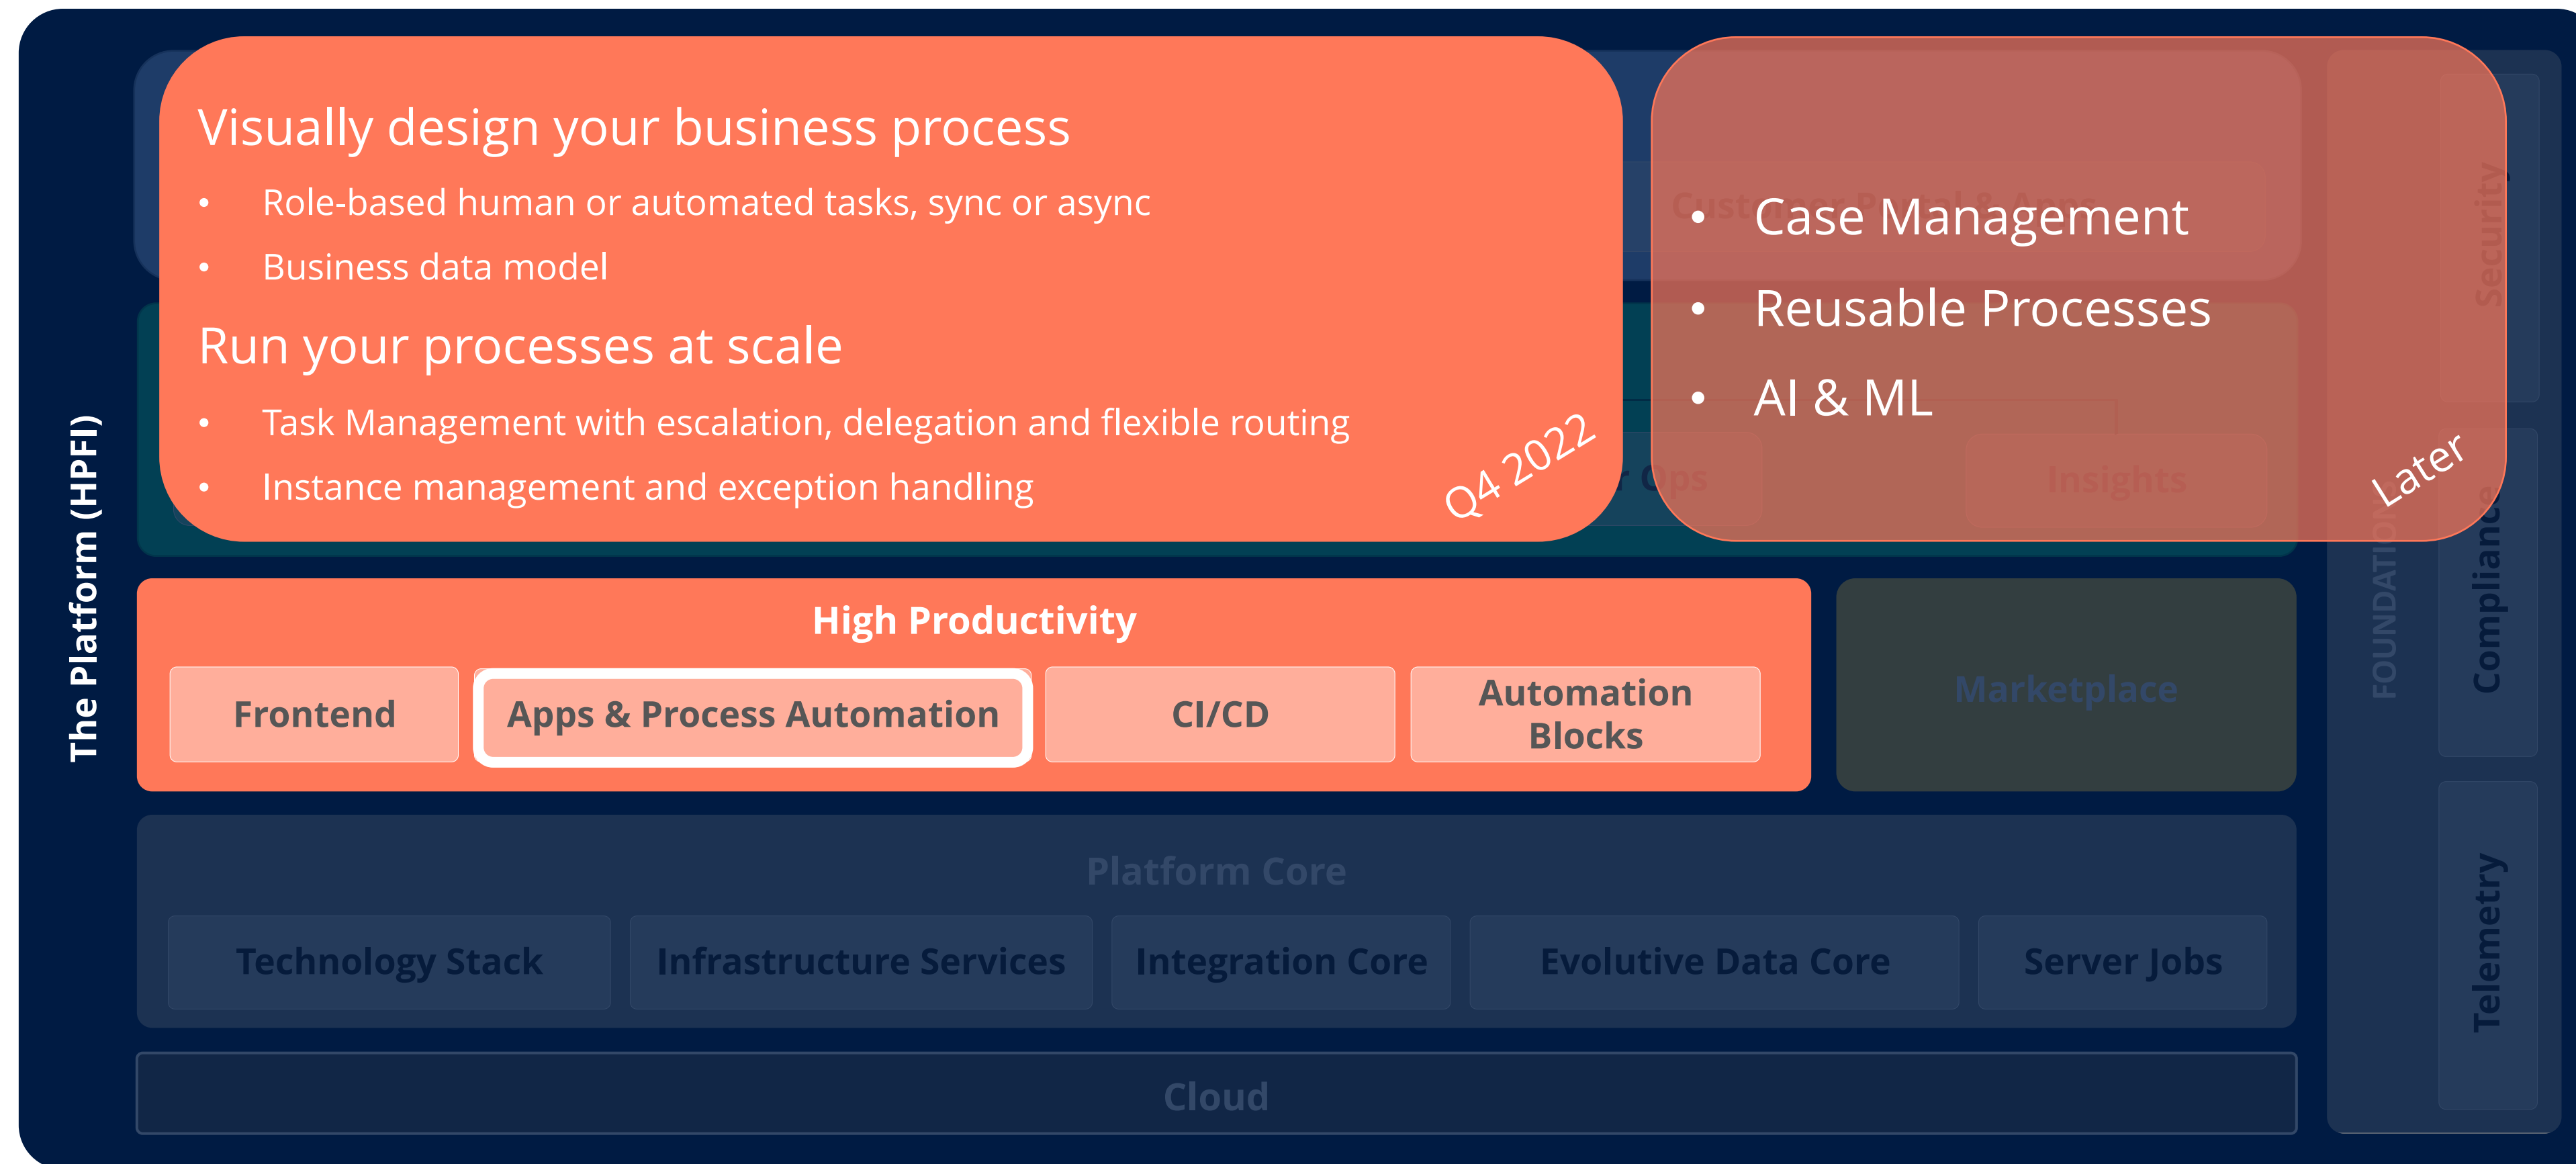 The Platform (HPFI)
Visually design your business process
• Role-based human or automated tasks, sync or async
• Business data model
Run your processes at scale
• Task Management with escalation, delegation and flexible routing
• Instance management and exception handling
Q4 2022
Customer Portal & Apps
• Case Management
• Reusable Processes
• AI & ML
Later
Ops
Insights
High Productivity
Frontend
Apps & Process Automation
CI/CD
Automation
Blocks
Marketplace
Platform Core
Technology Stack
Infrastructure Services
Integration Core
Evolutive Data Core
Server Jobs
Cloud
Security
Compliance
Telemetry